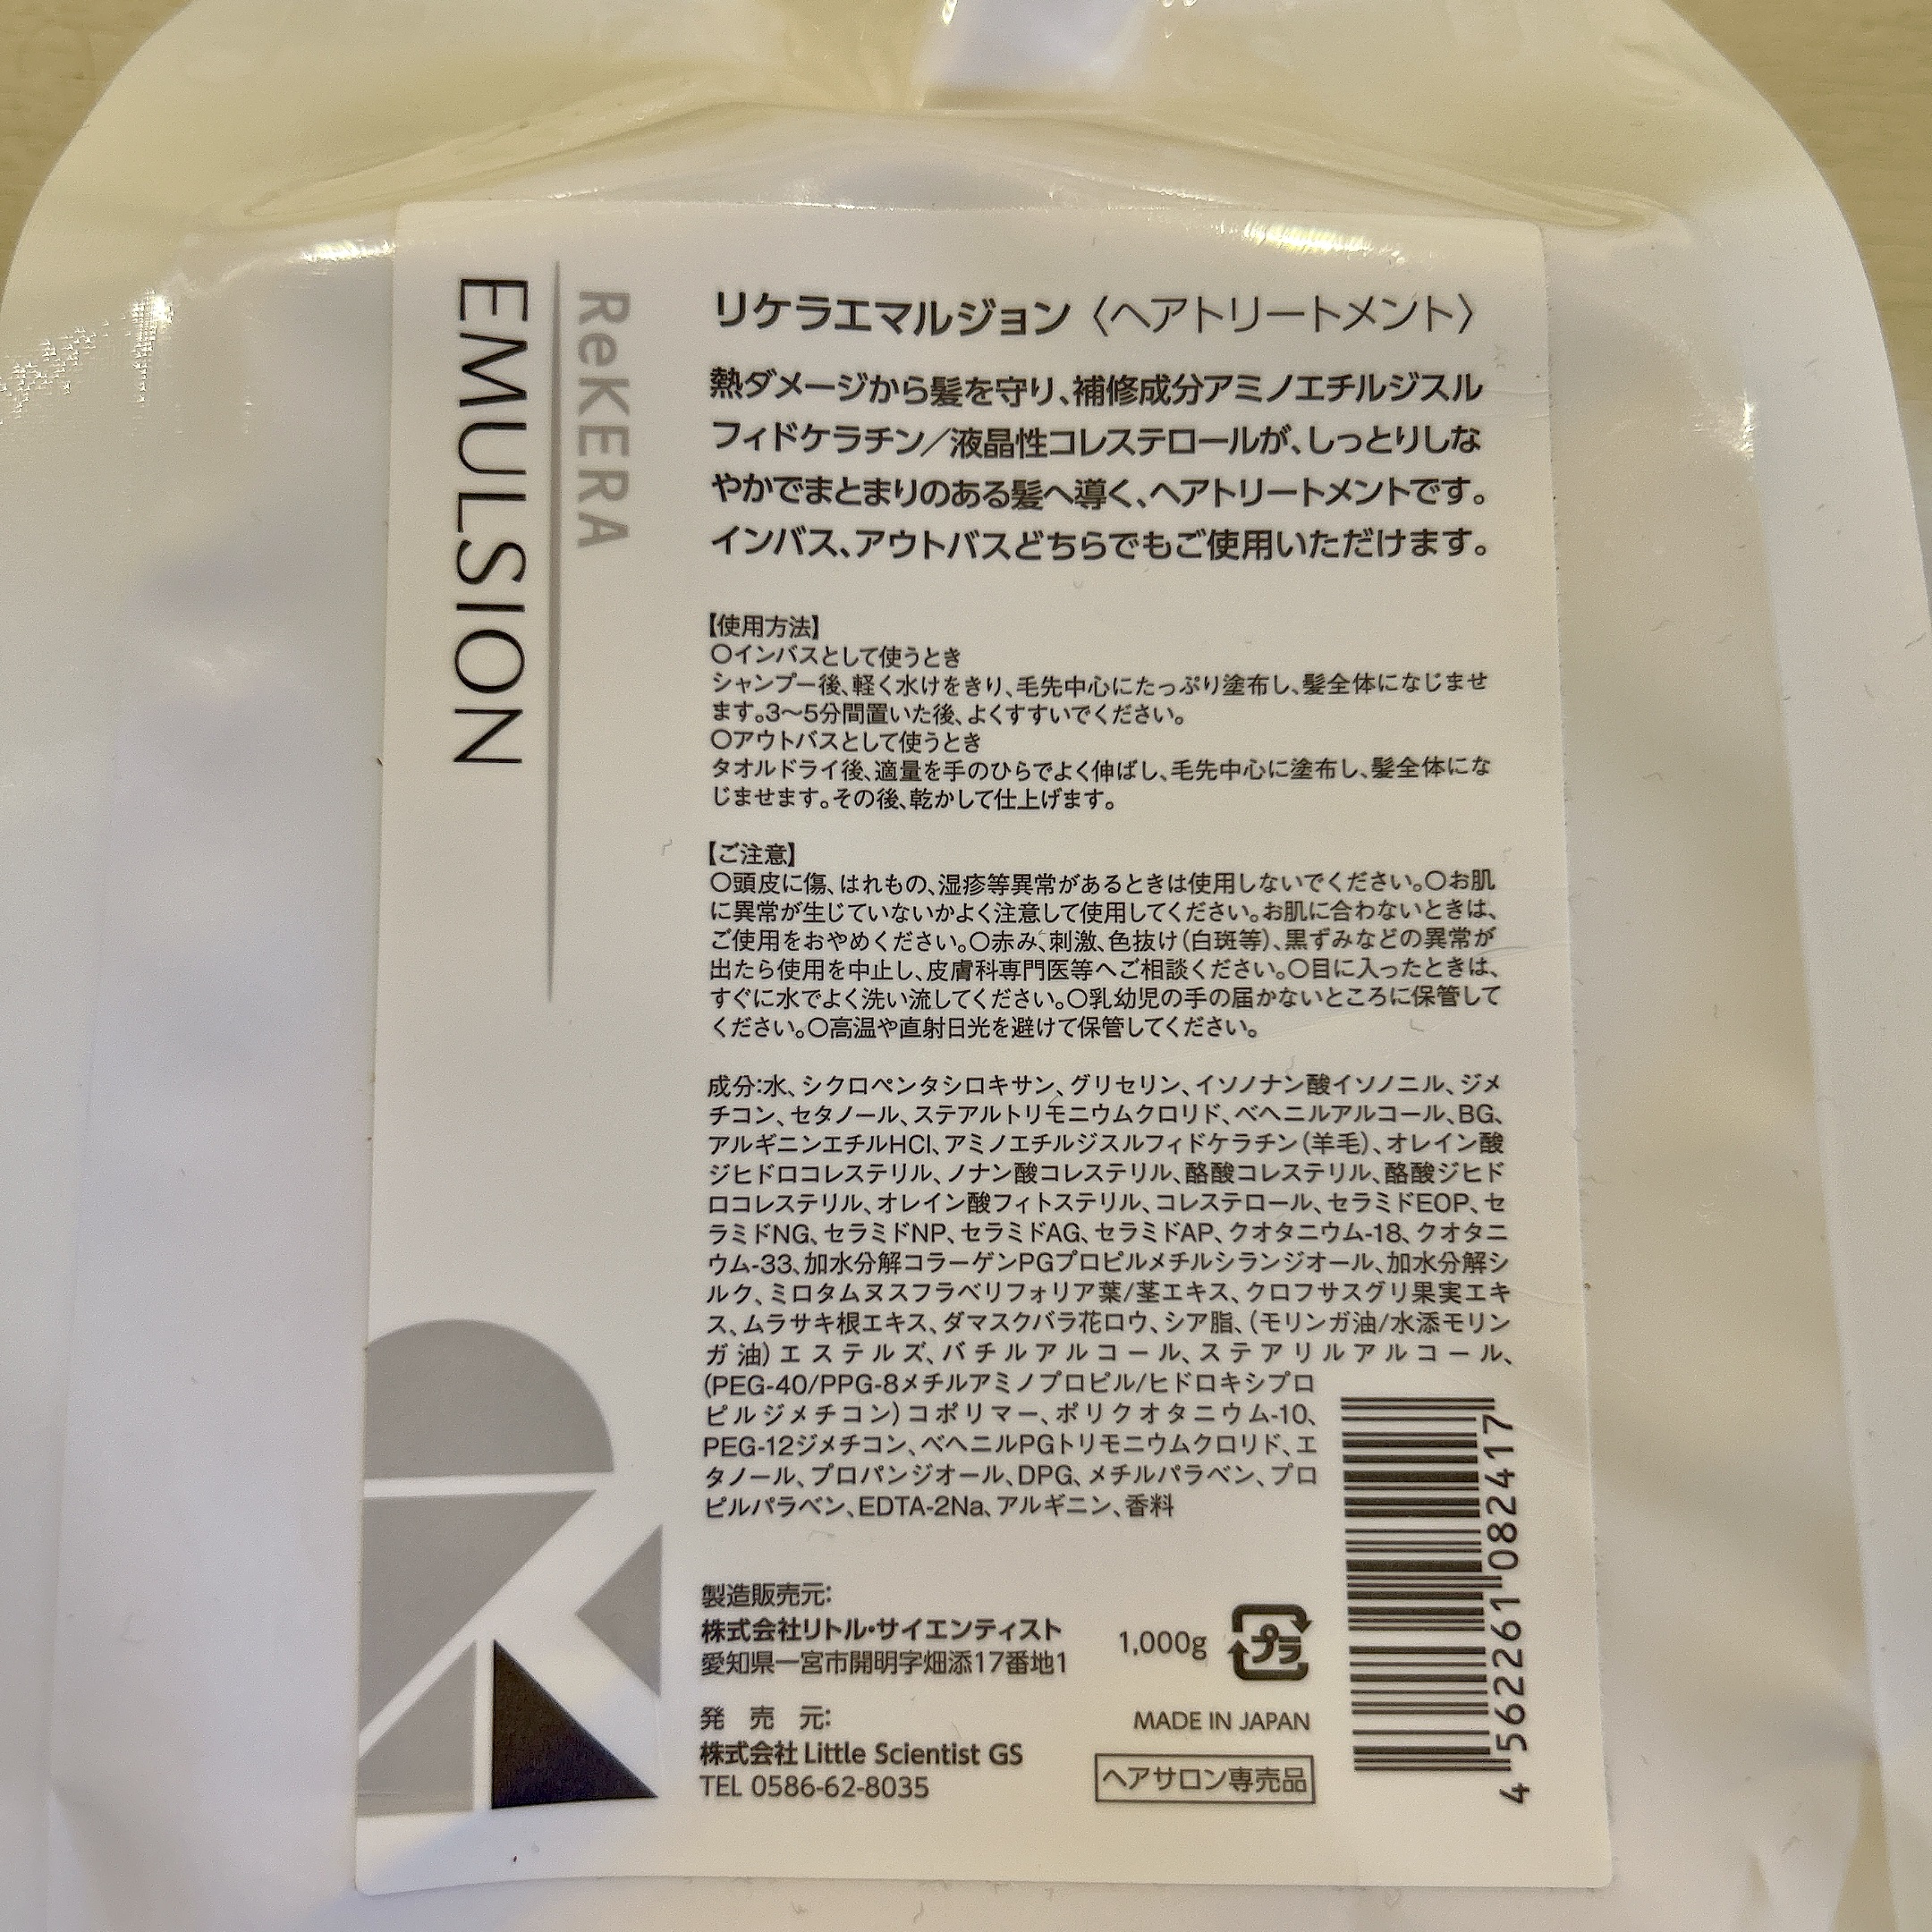 ReKERA
EMULSION
リケラエマルジョン〈ヘアトリートメント〉
熱ダメージから髪を守り、補修成分アミノエチルジスル
フィドケラチン／液晶性コレステロールが、しっとりしな
やかでまとまりのある髪へ導く、ヘアトリートメントです。
インバス、アウトバスどちらでもご使用いただけます。
【使用方法】
〇インバスとして使うとき
シャンプー後、軽く水けをきり、毛先中心にたっぷり塗布し、髪全体になじませ
ます。3〜5分間置いた後、よくすすいでください。
〇アウトバスとして使うとき
タオルドライ後、適量を手のひらでよく伸ばし、毛先中心に塗布し、髪全体にな
じませます。その後、乾かして仕上げます。
【ご注意】
〇頭皮に傷、はれもの、湿疹等異常があるときは使用しないでください。〇お肌
に異常が生じていないかよく注意して使用してください。お肌に合わないときは、
ご使用をおやめください。〇赤み、刺激、色抜け（白斑等）、黒ずみなどの異常が
出たら使用を中止し、皮膚科専門医等へご相談ください。〇目に入ったときは、
すぐに水でよく洗い流してください。〇乳幼児の手の届かないところに保管して
ください。〇高温や直射日光を避けて保管してください。
成分：水、シクロペンタシロキサン、グリセリン、イソノナン酸イソノニル、ジメ
チコン、セタノール、ステアルトリモニウムクロリド、ベヘニルアルコール、BG、
アルギニンエチルHCl、アミノエチルジスルフィドケラチン（羊毛）、オレイン酸
ジヒドロコレステリル、ノナン酸コレステリル、酪酸コレステリル、酪酸ジヒド
ロコレステリル、オレイン酸フィトステリル、コレステロール、セラミドEOP、セ
ラミドNG、セラミドNP、セラミドAG、セラミドAP、クオタニウム-18、クオタニ
ウム-33、加水分解コラーゲンPGプロピルメチルシランジオール、加水分解シ
ルク、ミロタムヌスフラベリフォリア葉/茎エキス、クロフサスグリ果実エキ
ス、ムラサキ根エキス、ダマスクバラ花ロウ、シア脂、（モリンガ油/水添モリン
ガ油）エステルズ、バチルアルコール、ステアリルアルコール、
（PEG-40/PPG-8メチルアミノプロピル/ヒドロキシプロ
ピルジメチコン）コポリマー、ポリクオタニウム-10、
PEG-12ジメチコン、ベヘニルPGトリモニウムクロリド、エ
タノール、プロパンジオール、DPG、メチルパラベン、プロ
ピルパラベン、EDTA-2Na、アルギニン、香料
製造販売元：
株式会社リトル・サイエンティスト
愛知県一宮市開明字畑添17番地1
発 売 元：
株式会社 Little Scientist GS
TEL 0586-62-8035
1,000g
プラ
MADE IN JAPAN
ヘアサロン専売品
4 562261 082417